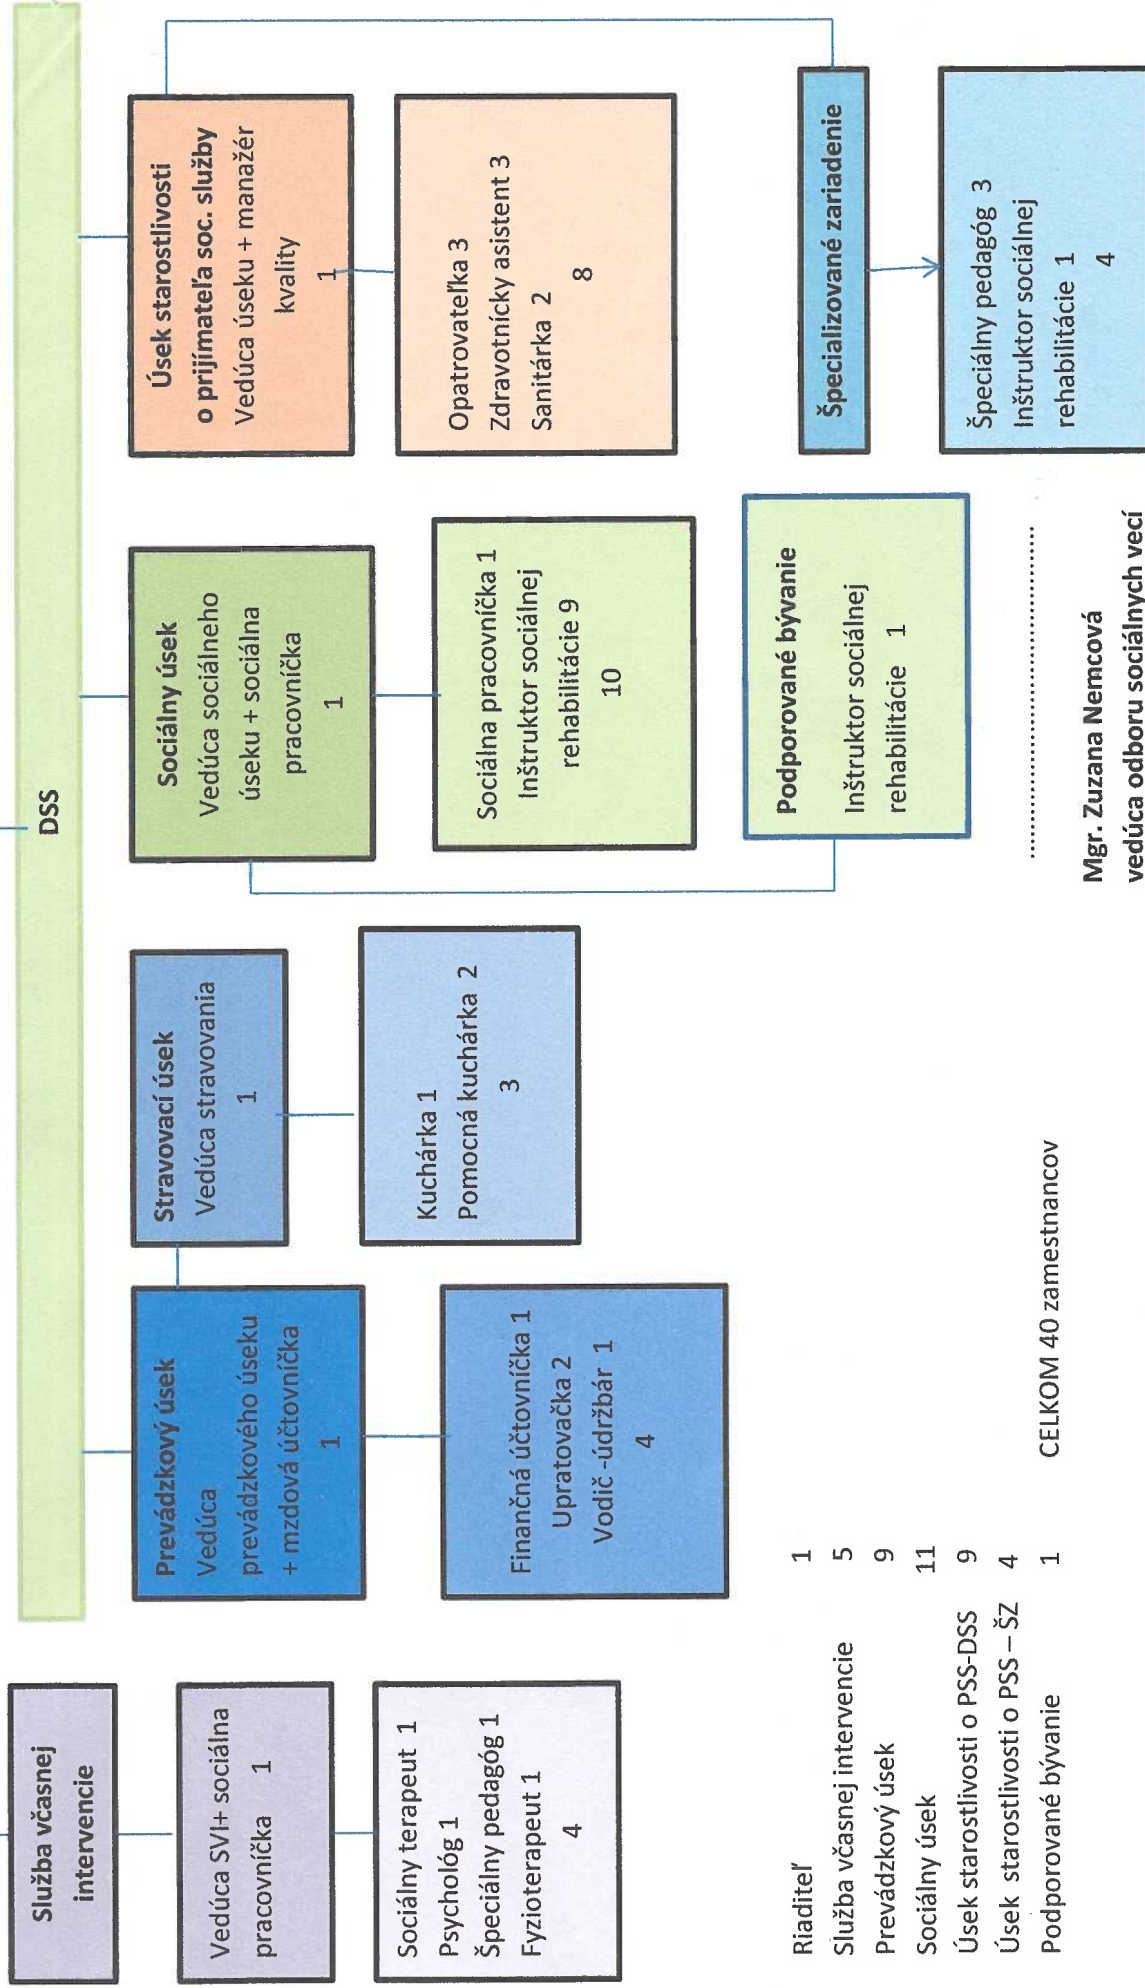 DSS
Služba včasnej
intervencie
Vedúca SVI+ sociálna
pracovníčka 1
Sociálny terapeut 1
Psychológ 1
Špeciálny pedagóg 1
Fyzioterapeut 1
4
Prevádzkový úsek
Vedúca
prevádzkového úseku
+ mzdová účtovníčka
1
Finančná účtovníčka 1
Upratovačka 2
Vodič -údržbár 1
4
Stravovací úsek
Vedúca stravovania
1
Kuchárka 1
Pomocná kuchárka 2
3
Sociálny úsek
Vedúca sociálneho
úseku + sociálna
pracovníčka
1
Sociálna pracovníčka 1
Inštruktor sociálnej
rehabilitácie 9
10
Podporované bývanie
Inštruktor sociálnej
rehabilitácie 1
Úsek starostlivosti
o prijímateľa soc. služby
Vedúca úseku + manažér
kvality
1
Opatrovateľka 3
Zdravotnícky asistent 3
Sanitárka 2
8
Špecializované zariadenie
Špeciálny pedagóg 3
Inštruktor sociálnej
rehabilitácie 1
4
Riaditeľ 1
Služba včasnej intervencie 5
Prevádzkový úsek 9
Sociálny úsek 11
Úsek starostlivosti o PSS-DSS 9
Úsek starostlivosti o PSS – ŠZ 4
Podporované bývanie 1
CELKOM 40 zamestnancov
........................................
Mgr. Zuzana Nemcová
vedúca odboru sociálnych vecí